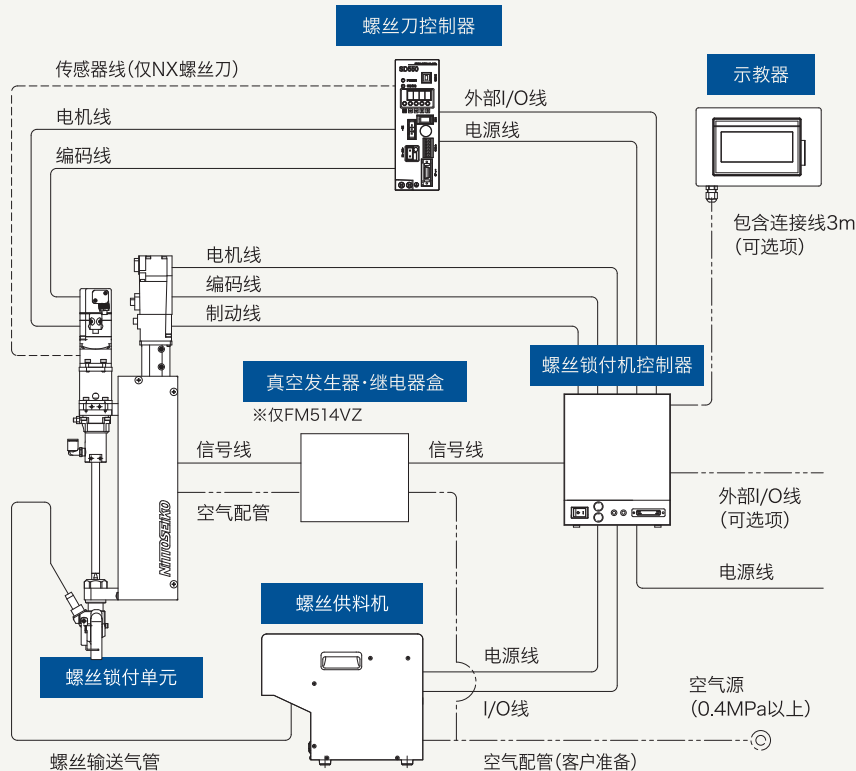 螺丝刀控制器
传感器线(仅NX螺丝刀)
SD550
示教器
外部I/O线
电机线
电源线
编码线
包含连接线3m
(可选项)
电机线
编码线
制动线
真空发生器·继电器盒
※仅FM514VZ
螺丝锁付机控制器
信号线
信号线
空气配管
外部I/O线
(可选项)
NITTOSEIKO
电源线
螺丝供料机
螺丝锁付单元
电源线
I/O线
空气源
(0.4MPa以上)
螺丝输送气管
空气配管(客户准备)